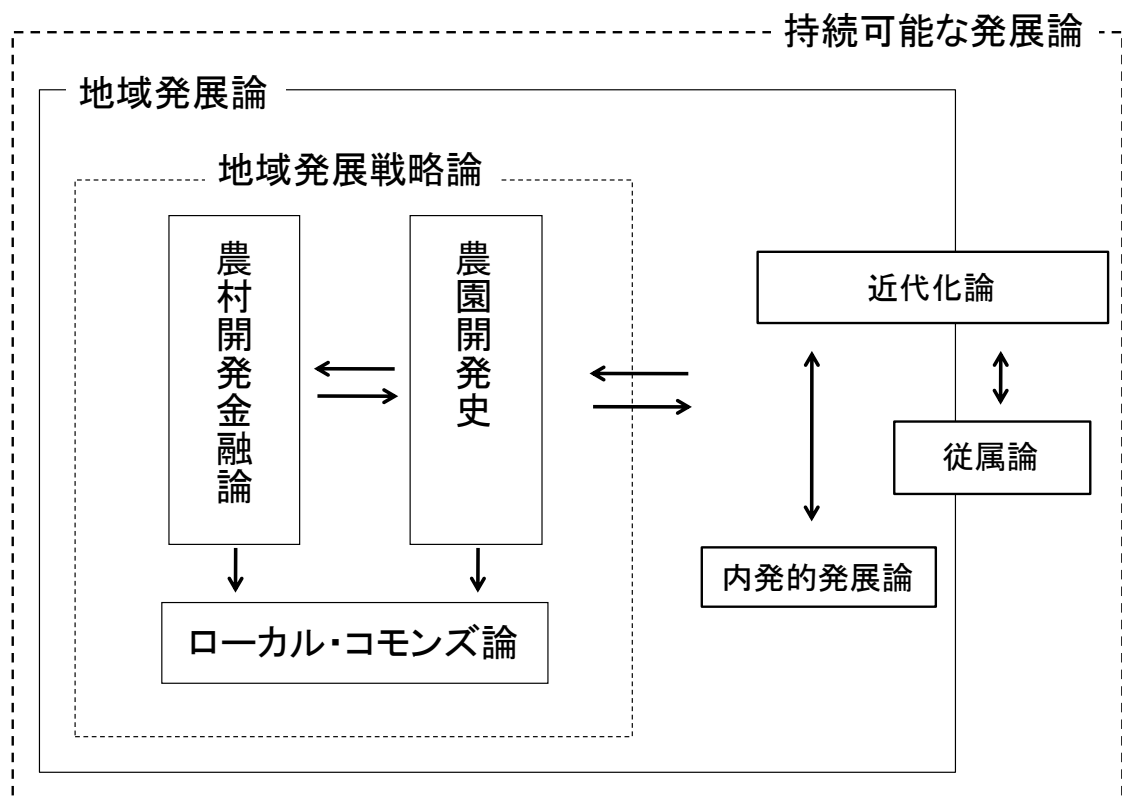 持続可能な発展論
地域発展論
地域発展戦略論
農村開発金融論
農園開発史
近代化論
従属論
内発的発展論
ローカル・コモンズ論